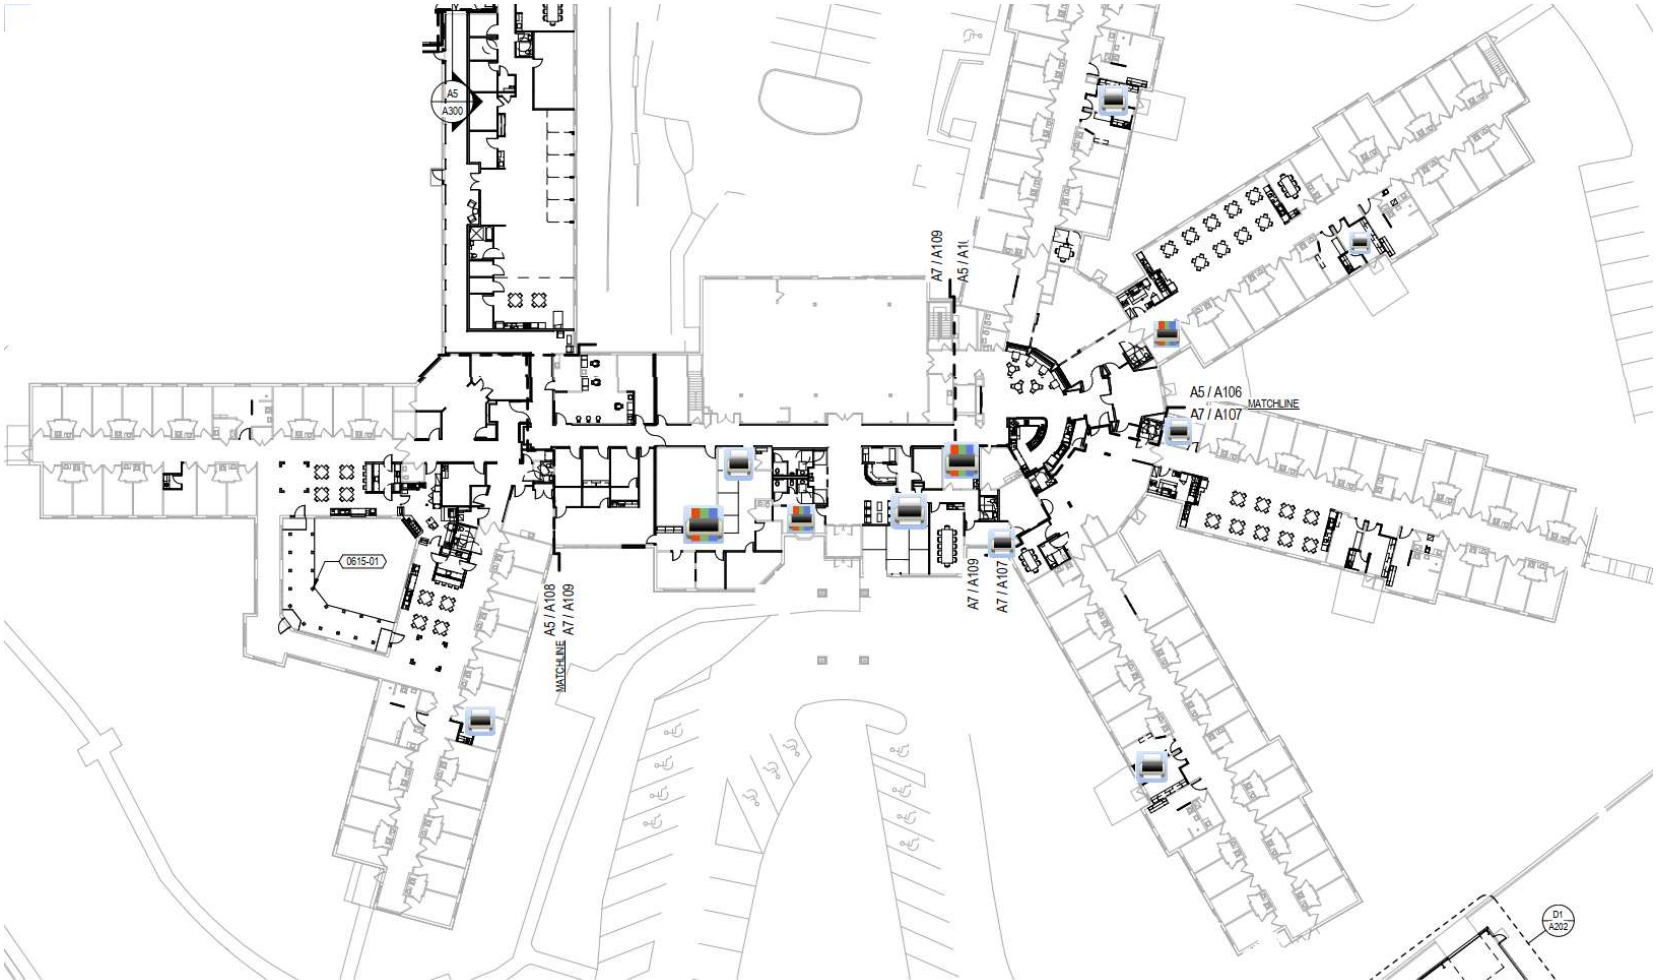 A5
A300
A7 / A109
A5 / A1(
A5 / A106
MATCHLINE
A7 / A107
0615-01
A5 / A108
A7 / A109
MATCHLINE
A7 / A109
A7 / A107
D1
A202